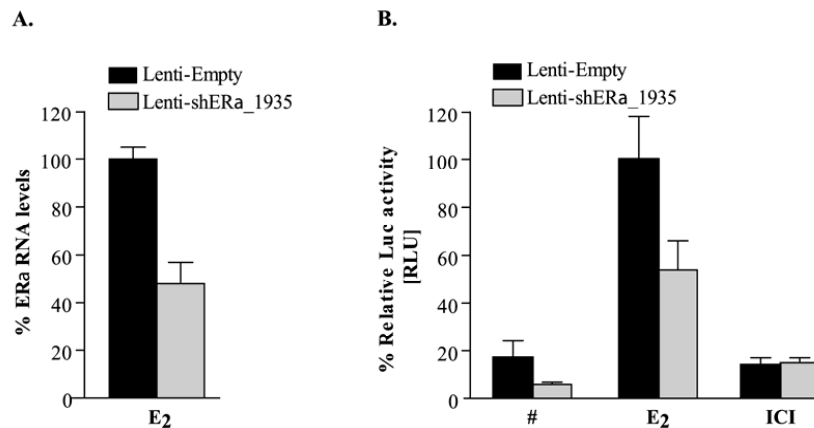 A.
Lenti-Empty
Lenti-shERa_1935
120
100
80
60
40
20
0
% ERa RNA levels
E2
B.
Lenti-Empty
Lenti-shERa_1935
120
100
80
60
40
20
0
% Relative Luc activity
[RLU]
# E2 ICI